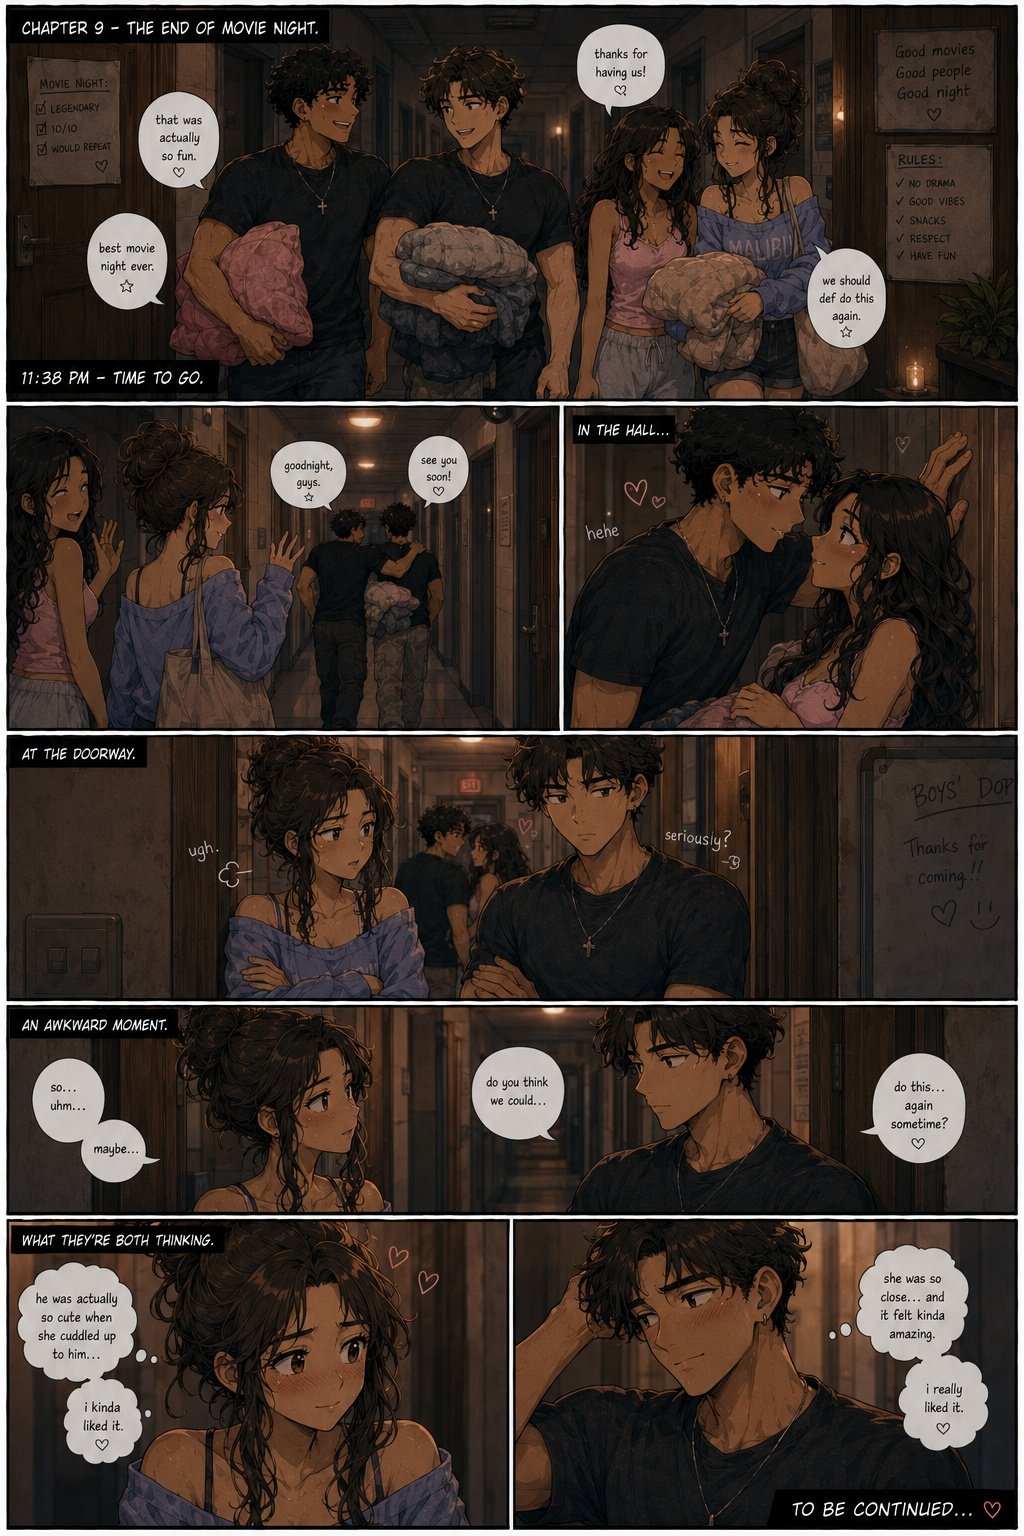 CHAPTER 9 – THE END OF MOVIE NIGHT.
MOVIE NIGHT:
☑ LEGENDARY
☑ 10/10
☑ WOULD REPEAT
♡
that was
actually
so fun.
♡
best movie
night ever.
☆
thanks for
having us!
♡
Good movies
Good people
Good night
♡
RULES:
✓ NO DRAMA
✓ GOOD VIBES
✓ SNACKS
✓ RESPECT
✓ HAVE FUN
MALIBU
we should
def do this
again.
☆
11:38 PM – TIME TO GO.
goodnight,
guys.
☆
see you
soon!
♡
IN THE HALL...
hehe
AT THE DOORWAY.
ugh.
EXIT
seriously?
BOYS' DOP
Thanks for
coming!!
♡
AN AWKWARD MOMENT.
so...
uhm...
maybe...
do you think
we could...
do this...
again
sometime?
♡
WHAT THEY'RE BOTH THINKING.
he was actually
so cute when
she cuddled up
to him...
i kinda
liked it.
♡
she was so
close... and
it felt kinda
amazing.
i really
liked it.
♡
TO BE CONTINUED... ♡